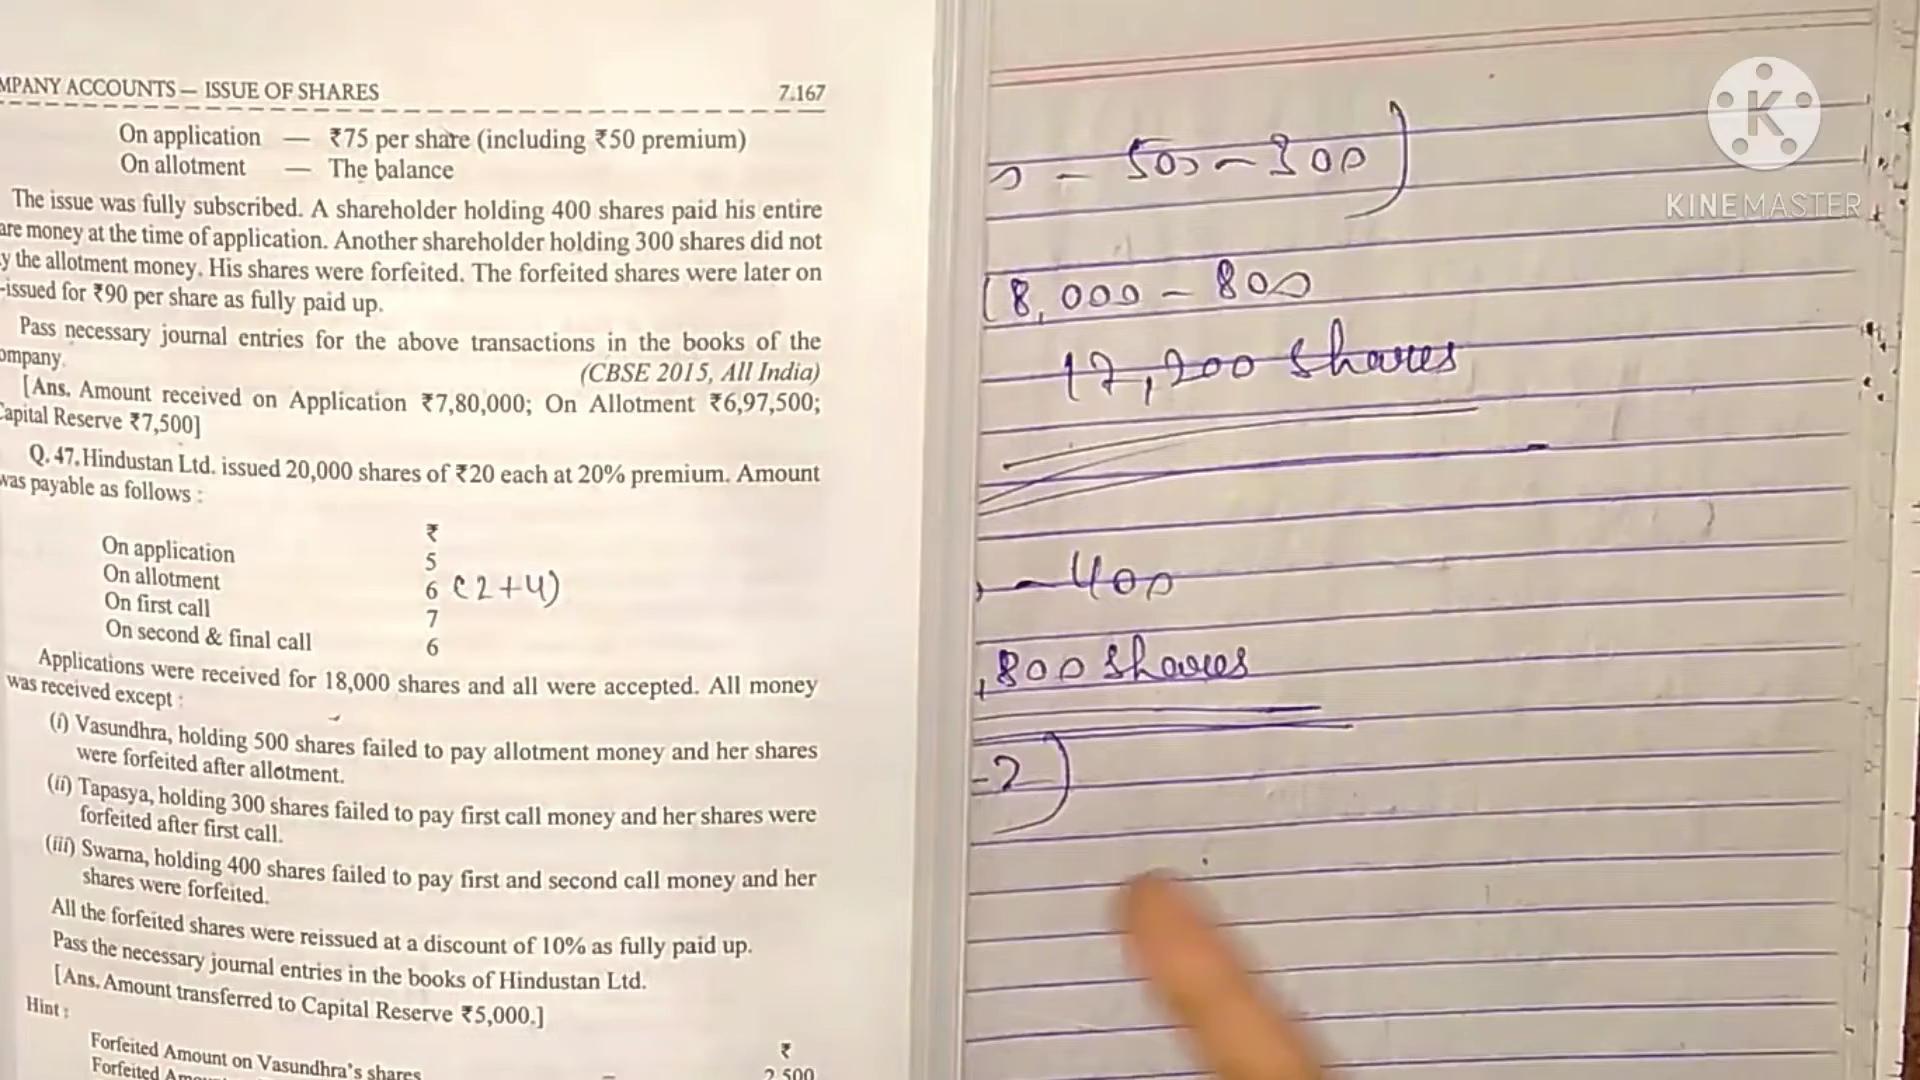 MPANY ACCOUNTS — ISSUE OF SHARES 7.167
On application — ₹75 per share (including ₹50 premium)
On allotment — The balance
The issue was fully subscribed. A shareholder holding 400 shares paid his entire
are money at the time of application. Another shareholder holding 300 shares did not
y the allotment money. His shares were forfeited. The forfeited shares were later on
-issued for ₹90 per share as fully paid up.
Pass necessary journal entries for the above transactions in the books of the
ompany. (CBSE 2015, All India)
[Ans. Amount received on Application ₹7,80,000; On Allotment ₹6,97,500;
Capital Reserve ₹7,500]
Q. 47. Hindustan Ltd. issued 20,000 shares of ₹20 each at 20% premium. Amount
was payable as follows :
₹
On application 5
On allotment 6 (2+4)
On first call 7
On second & final call 6
Applications were received for 18,000 shares and all were accepted. All money
was received except :
(i) Vasundhra, holding 500 shares failed to pay allotment money and her shares
were forfeited after allotment.
(ii) Tapasya, holding 300 shares failed to pay first call money and her shares were
forfeited after first call.
(iii) Swarna, holding 400 shares failed to pay first and second call money and her
shares were forfeited.
All the forfeited shares were reissued at a discount of 10% as fully paid up.
Pass the necessary journal entries in the books of Hindustan Ltd.
[Ans. Amount transferred to Capital Reserve ₹5,000.]
Hint :
₹
Forfeited Amount on Vasundhra's shares — 2,500
Forfeited
0 - 500 - 300)
18,000 - 800
17,200 shares
- 400
,800 shares
-2)
K
KINEMASTER